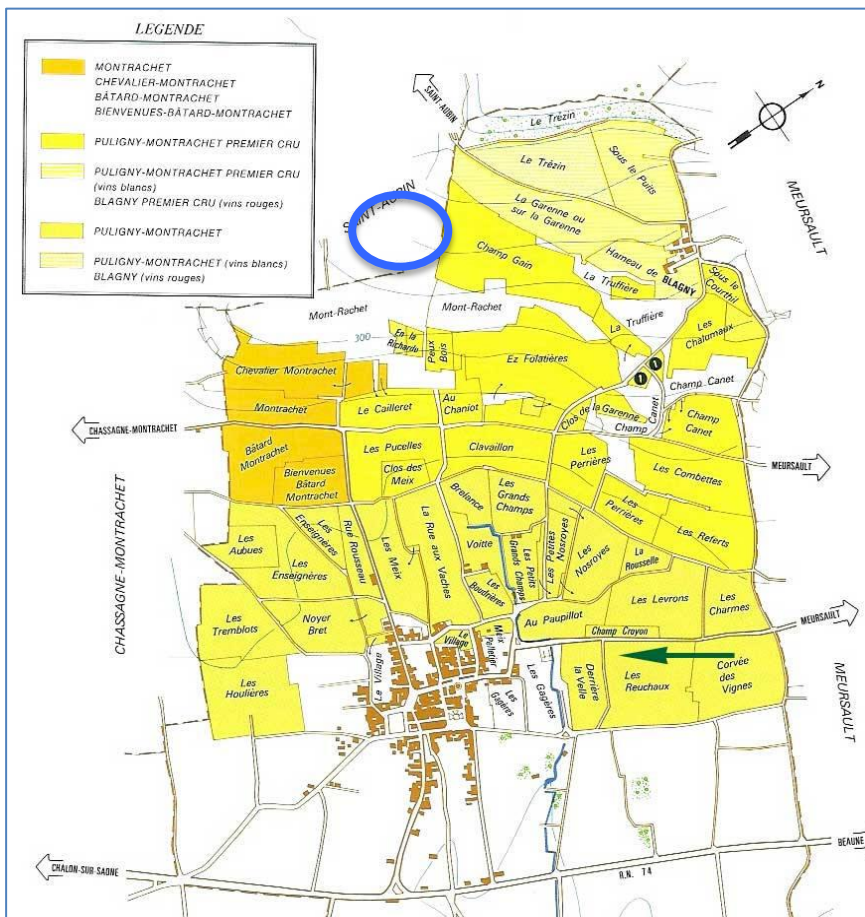 LEGENDE
MONTRACHET
CHEVALIER-MONTRACHET
BÂTARD-MONTRACHET
BIENVENUES-BÂTARD-MONTRACHET
PULIGNY-MONTRACHET PREMIER CRU
PULIGNY-MONTRACHET PREMIER CRU
(vins blancs)
BLAGNY PREMIER CRU (vins rouges)
PULIGNY-MONTRACHET
PULIGNY-MONTRACHET (vins blancs)
BLAGNY (vins rouges)
SAINT-AUBIN
N
Le Trézin
Le Trézin
Sous le Puits
MEURSAULT
SAINT-AUBIN
La Garenne ou
sur la Garenne
Champ Gain
Hameau de
BLAGNY
La Truffière
Sous le
Courthil
Mont-Rachet
Mont-Rachet
300
En la
Richarde
Peux
Bois
Ez Folatières
La Truffière
Les
Chalumaux
Chevalier Montrachet
Champ Canet
Montrachet
Le Cailleret
Au
Chaniot
Clos de la Garenne
Champ
Canet
Champ
Canet
CHASSAGNE-MONTRACHET
Bâtard
Montrachet
Bienvenues
Bâtard
Montrachet
Les Pucelles
Clos des
Meix
Clavaillon
Les
Perrières
Les Combettes
MEURSAULT
CHASSAGNE-MONTRACHET
Les
Aubues
Les
Enseignères
Les
Enseignères
Rue Rousseau
Les Meix
La Rue aux
Vaches
Brelance
Les
Grands
Champs
Voitte
Les Petits
Grands Champs
Les Boudrières
Les Petites
Nosroyes
Les
Nosroyes
Les
Perrières
Les Referts
La
Rousselle
Les
Tremblots
Noyer
Bret
Les
Houlières
Le Village
Le
Village
Meix
Pelletier
Au Paupillot
Les Levrons
Les
Charmes
Champ Croyon
MEURSAULT
Les
Gagères
Les Gagères
Derrière
la Velle
Les
Reuchaux
Corvée
des
Vignes
MEURSAULT
CHALON-SUR-SAONE
R.N. 74
BEAUNE